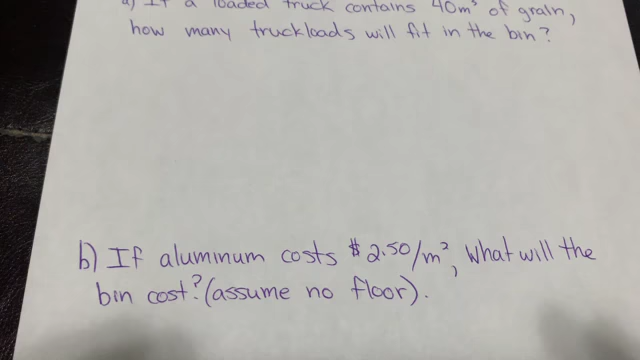 a) If a loaded truck contains 40m³ of grain,
how many truckloads will fit in the bin?
b) If aluminum costs $2.50/m², What will the
bin cost? (assume no floor).